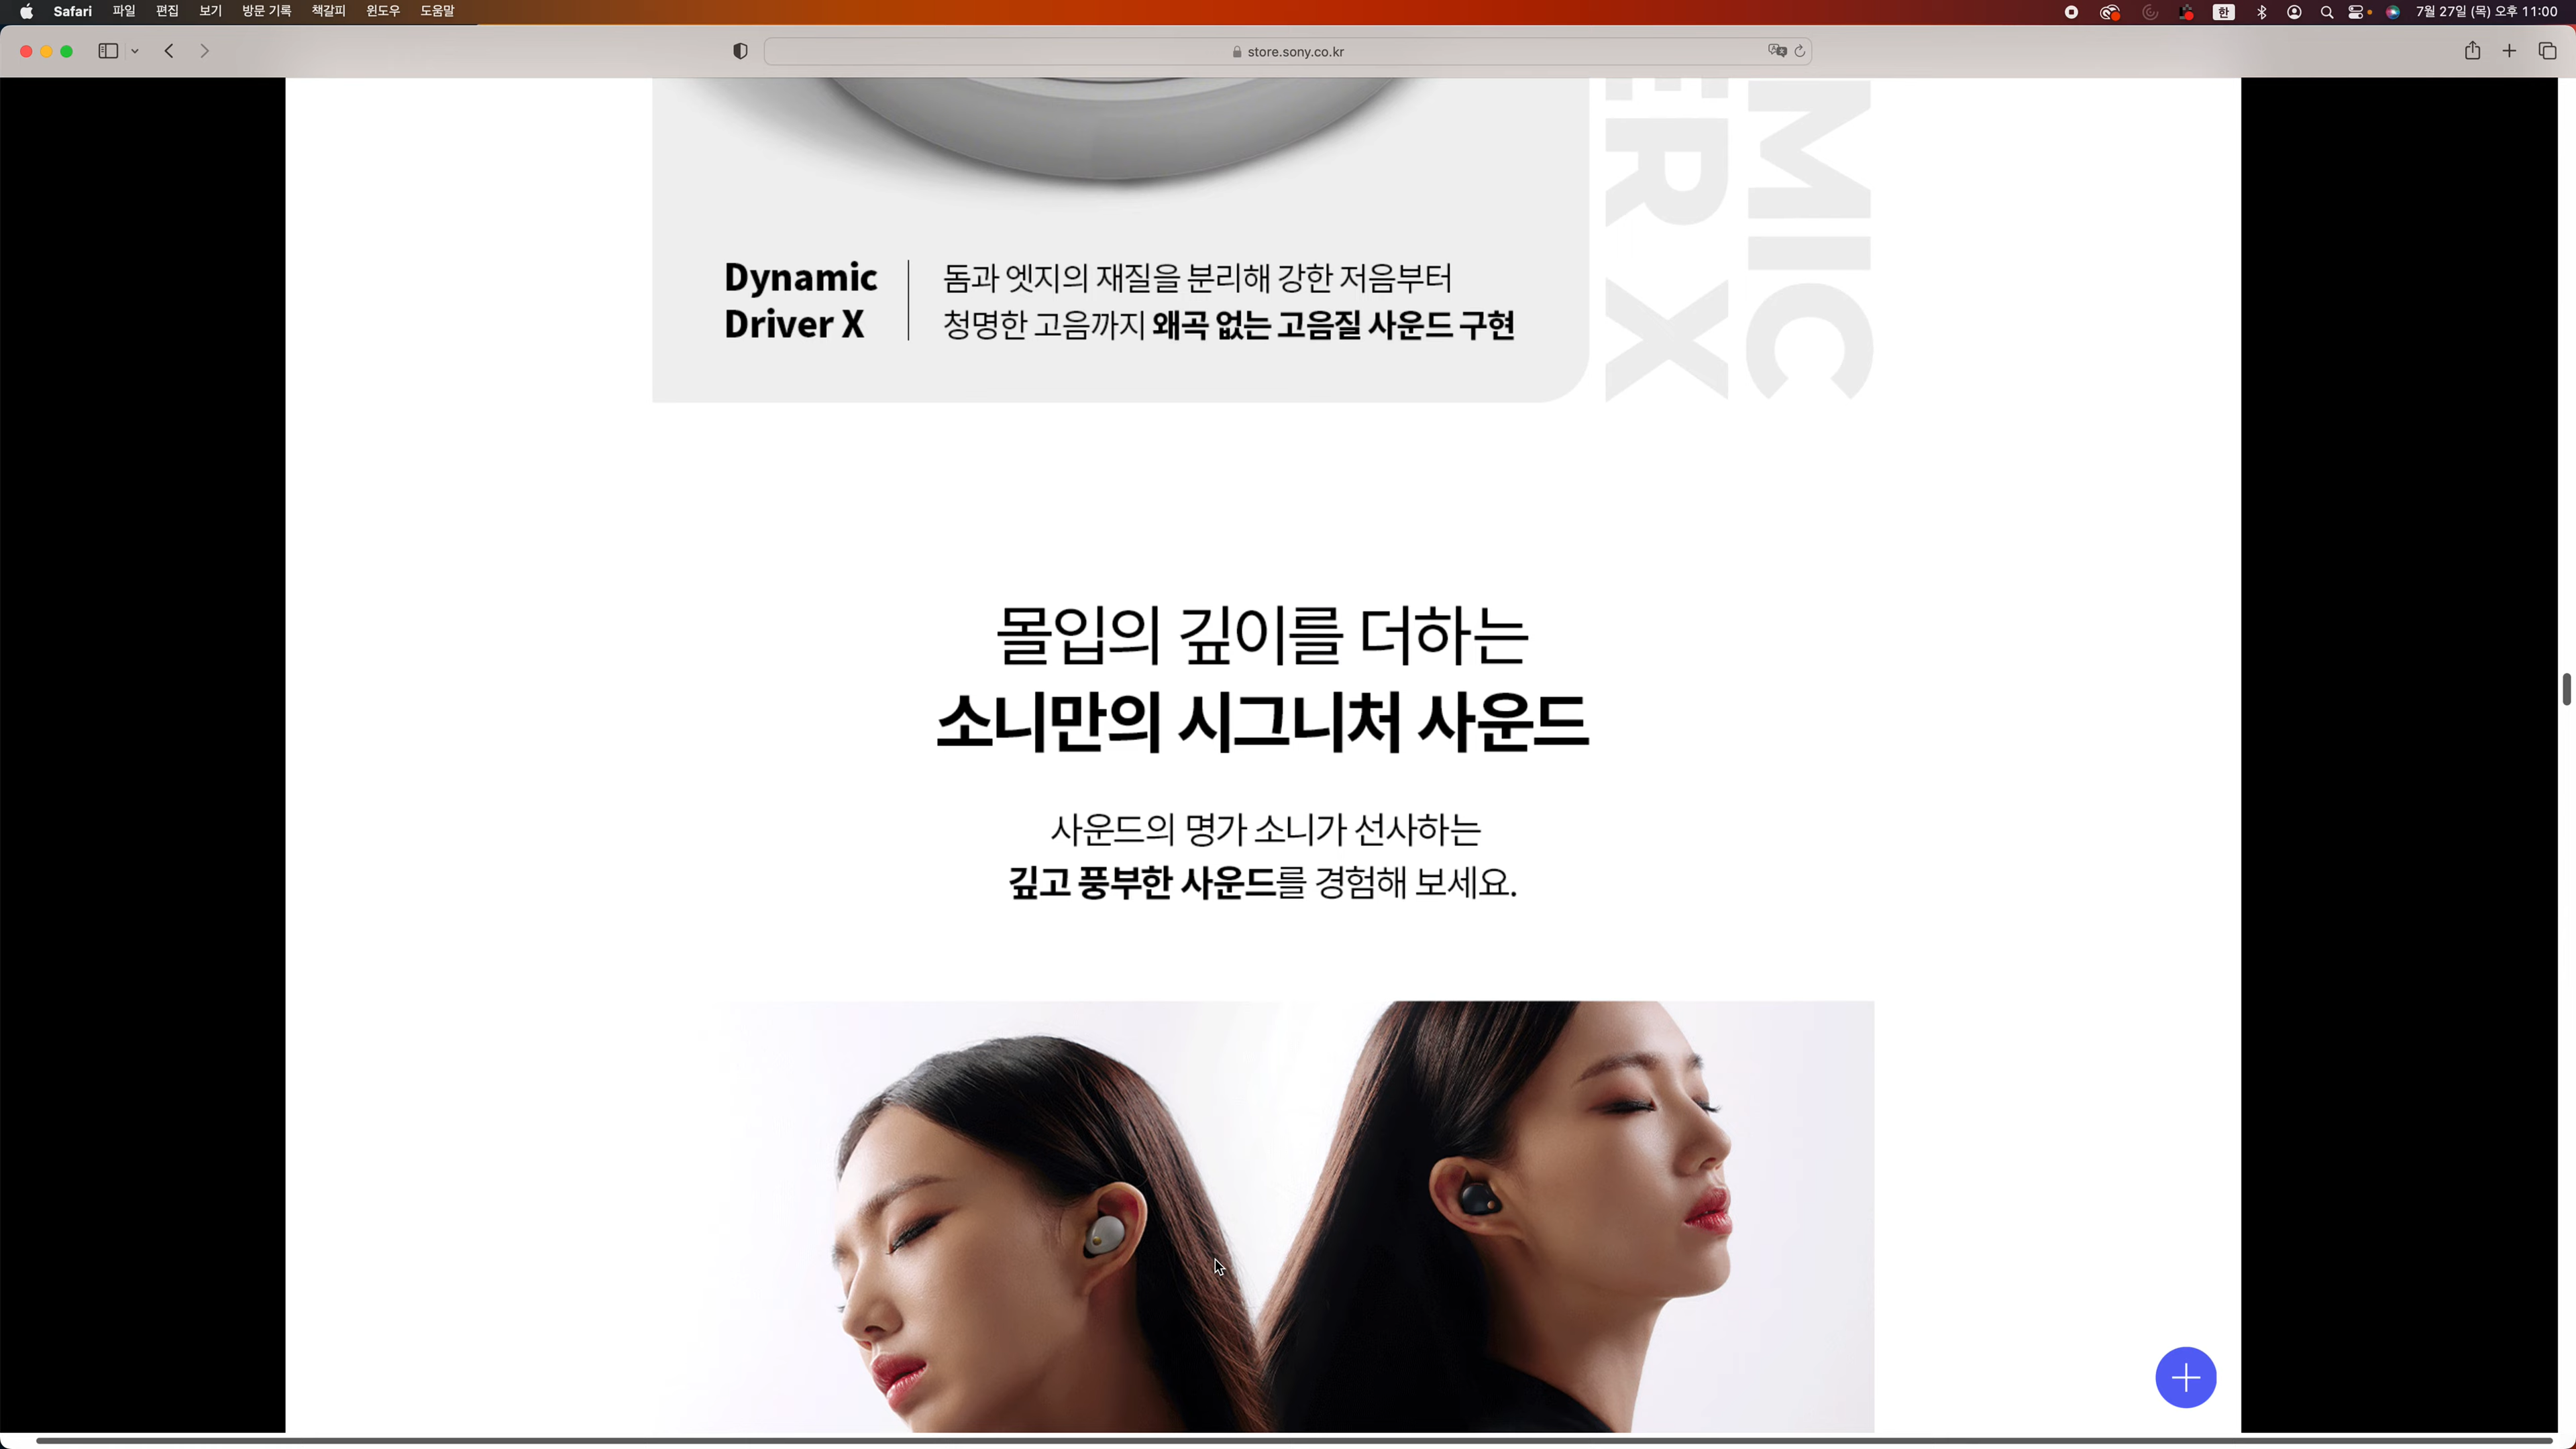 Safari 파일 편집 보기 방문 기록 책갈피 윈도우 도움말 한 7월 27일 (목) 오후 11:00
store.sony.co.kr
Dynamic
Driver X
돔과 엣지의 재질을 분리해 강한 저음부터
청명한 고음까지 왜곡 없는 고음질 사운드 구현
MIC
ER X
몰입의 깊이를 더하는
소니만의 시그니처 사운드
사운드의 명가 소니가 선사하는
깊고 풍부한 사운드를 경험해 보세요.